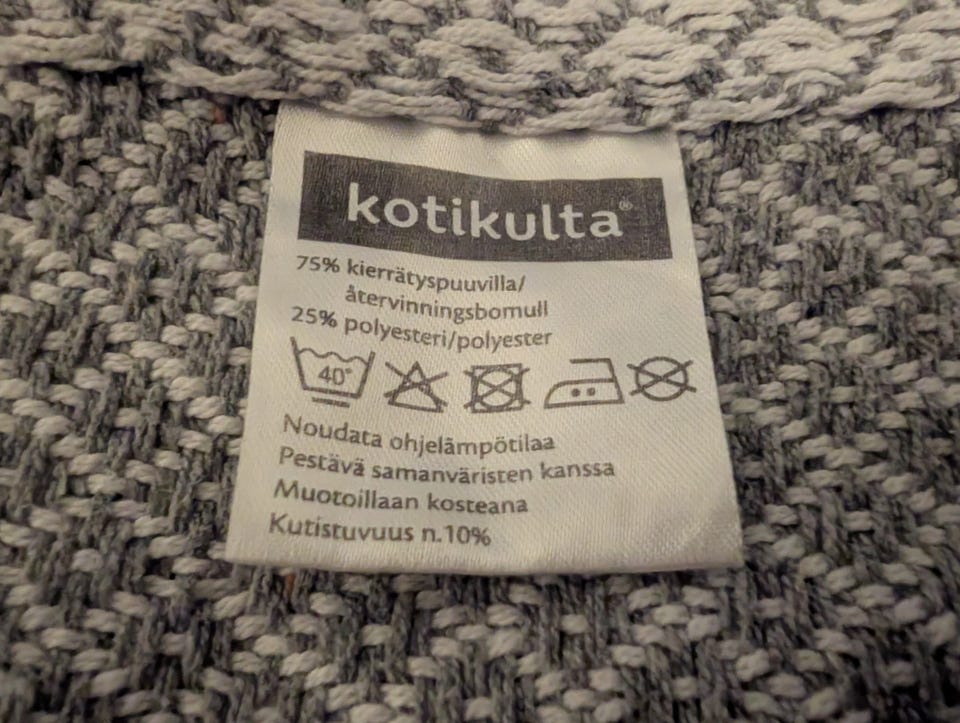 kotikulta®
75% kierrätyspuuvilla/
återvinningsbomull
25% polyesteri/polyester
40°
Noudata ohjelämpötilaa
Pestävä samanväristen kanssa
Muotoillaan kosteana
Kutistuvuus n.10%